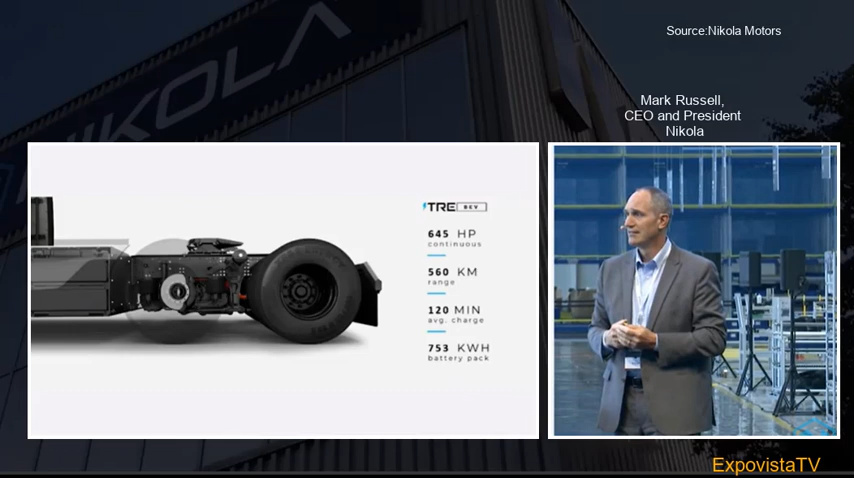 NIKOLA
Source:Nikola Motors
Mark Russell,
CEO and President
Nikola
TRE BEV
645 HP
continuous
560 KM
range
120 MIN
avg. charge
753 KWH
battery pack
ExpovistaTV